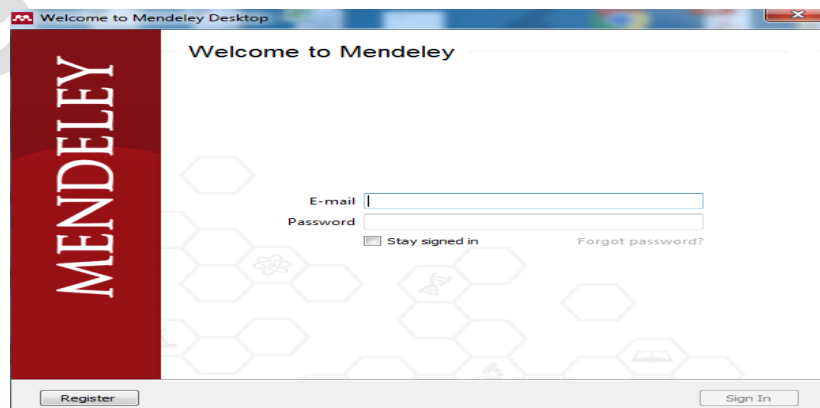 Welcome to Mendeley Desktop
Welcome to Mendeley
MENDELEY
E-mail
Password
Stay signed in Forgot password?
Register Sign In